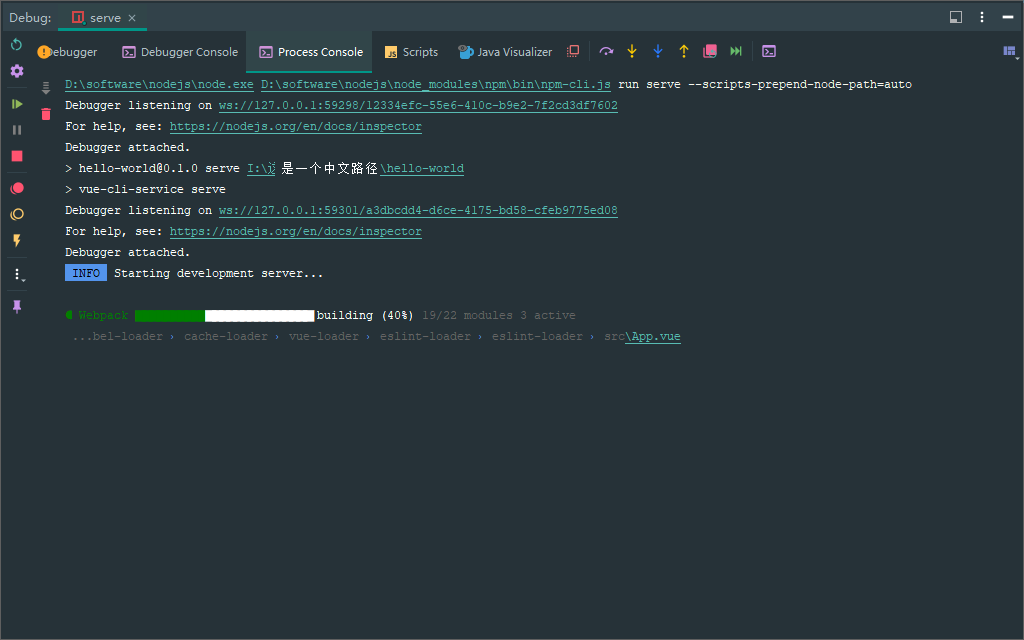 Debug: serve
Debugger Debugger Console Process Console Scripts Java Visualizer
D:\software\nodejs\node.exe D:\software\nodejs\node_modules\npm\bin\npm-cli.js run serve --scripts-prepend-node-path=auto
Debugger listening on ws://127.0.0.1:59298/12334efc-55e6-410c-b9e2-7f2cd3df7602
For help, see: https://nodejs.org/en/docs/inspector
Debugger attached.
> hello-world@0.1.0 serve I:\这是一个中文路径\hello-world
> vue-cli-service serve
Debugger listening on ws://127.0.0.1:59301/a3dbcdd4-d6ce-4175-bd58-cfeb9775ed08
For help, see: https://nodejs.org/en/docs/inspector
Debugger attached.
INFO Starting development server...
Webpack building (40%) 19/22 modules 3 active
...bel-loader › cache-loader › vue-loader › eslint-loader › eslint-loader › src\App.vue